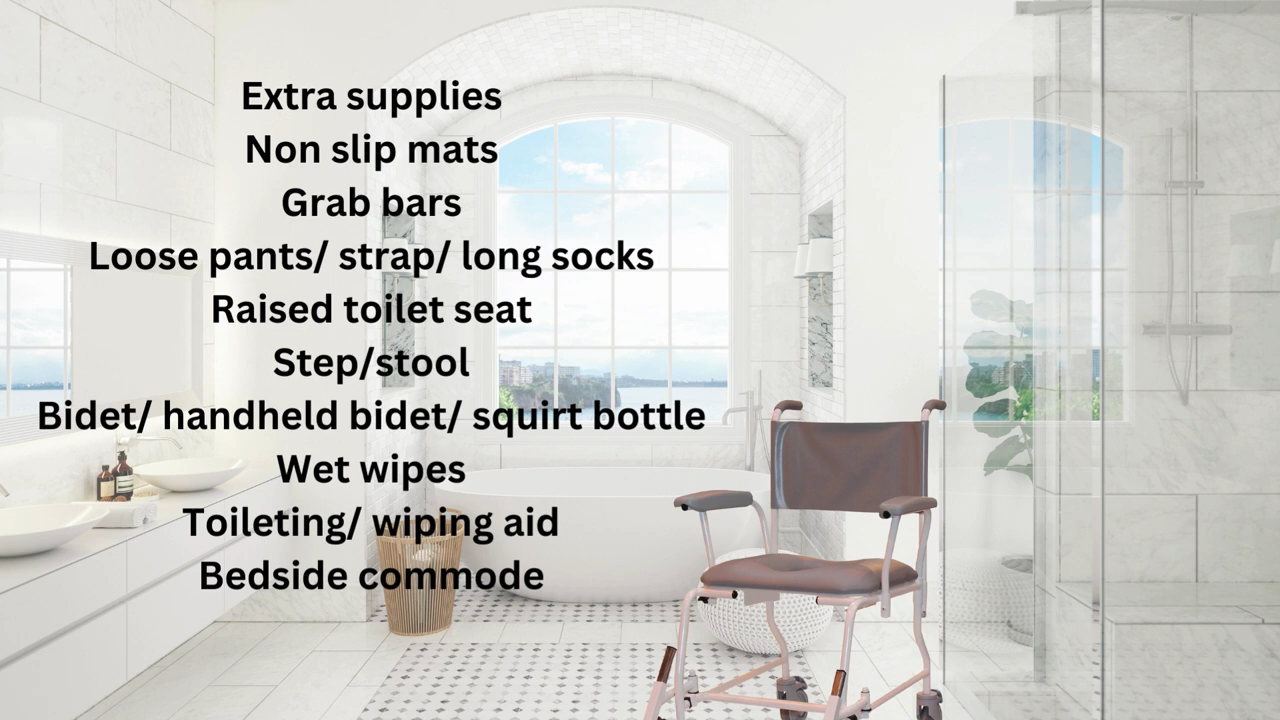 Extra supplies
Non slip mats
Grab bars
Loose pants/ strap/ long socks
Raised toilet seat
Step/stool
Bidet/ handheld bidet/ squirt bottle
Wet wipes
Toileting/ wiping aid
Bedside commode